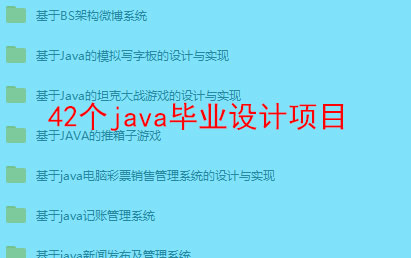 基于BS架构微博系统
基于Java的模拟写字板的设计与实现
基于Java的坦克大战游戏的设计与实现
42个java毕业设计项目
基于JAVA的推箱子游戏
基于java电脑彩票销售管理系统的设计与实现
基于java记账管理系统
基于java新闻发布及管理系统